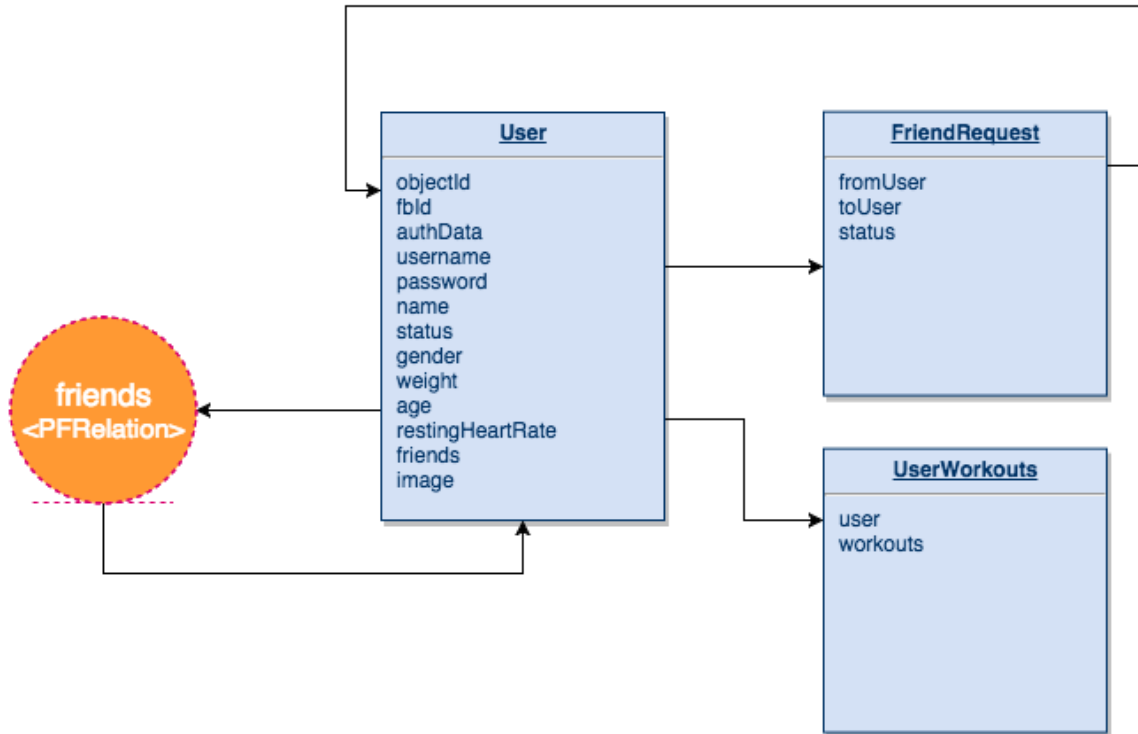 User
objectId
fbId
authData
username
password
name
status
gender
weight
age
restingHeartRate
friends
image
FriendRequest
fromUser
toUser
status
friends
<PFRelation>
UserWorkouts
user
workouts